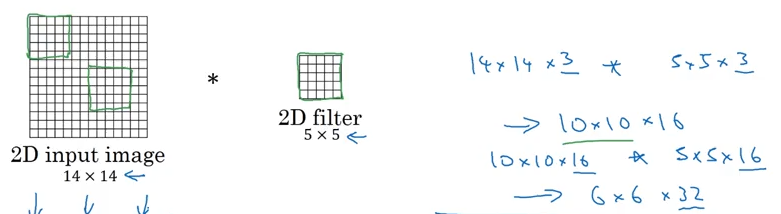 *
2D filter
5 × 5 ←
2D input image
14 × 14 ←
↓ ↓ ↓
14 × 14 × 3 * 5 × 5 × 3
→ 10 × 10 × 16
10 × 10 × 16 * 5 × 5 × 16
→ 6 × 6 × 32